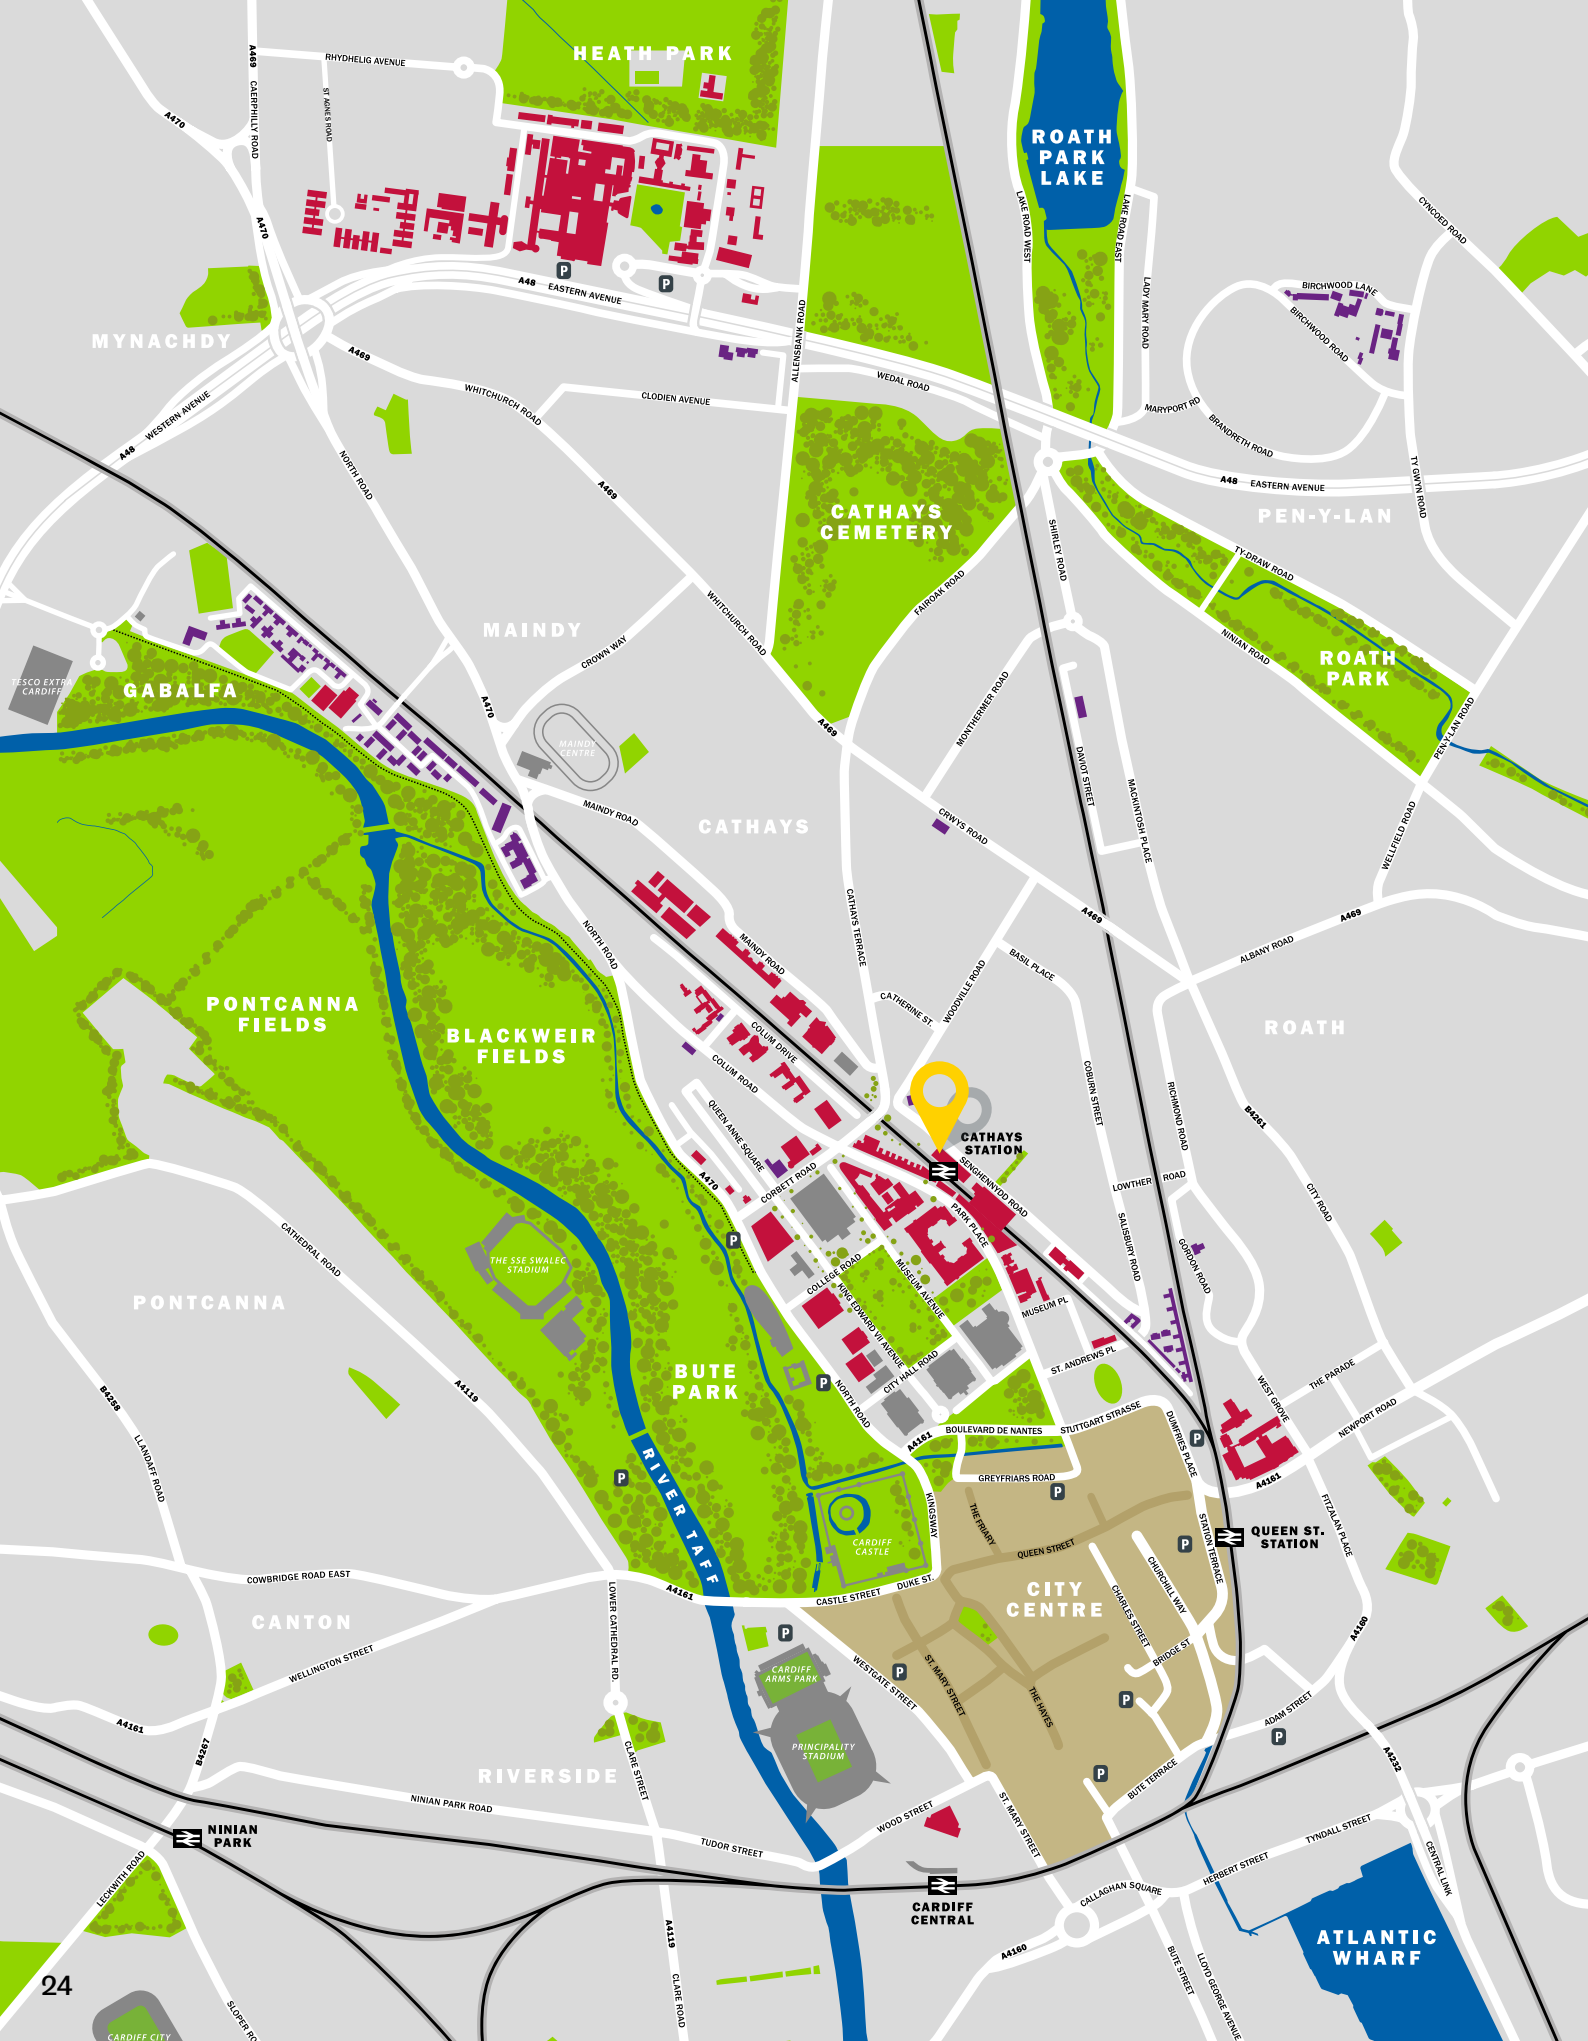 HEATH PARK
RHYDHELIG AVENUE
A469
CAERPHILLY ROAD
ST AGNES ROAD
A470
A470
ROATH
PARK
LAKE
LAKE ROAD WEST
LAKE ROAD EAST
LADY MARY ROAD
CYNCOED ROAD
BIRCHWOOD LANE
BIRCHWOOD ROAD
P
P
A48
EASTERN AVENUE
ALLENSBANK ROAD
MYNACHDY
A469
WHITCHURCH ROAD
CLODIEN AVENUE
WEDAL ROAD
MARYPORT RD
BRANDRETH ROAD
WESTERN AVENUE
A48
NORTH ROAD
A469
TY GWYN ROAD
A48
EASTERN AVENUE
PEN-Y-LAN
CATHAYS
CEMETERY
SHIRLEY ROAD
TY-DRAW ROAD
FAIROAK ROAD
WHITCHURCH ROAD
NINIAN ROAD
MAINDY
CROWN WAY
ROATH
PARK
TESCO EXTRA
CARDIFF
GABALFA
A470
MONTHERMER ROAD
A469
PEN-Y-LAN ROAD
MAINDY
CENTRE
DAVIOT STREET
MACKINTOSH PLACE
MAINDY ROAD
CATHAYS
CRWYS ROAD
WELLFIELD ROAD
CATHAYS TERRACE
A469
A469
ALBANY ROAD
NORTH ROAD
MAINDY ROAD
BASIL PLACE
WOODVILLE ROAD
CATHERINE ST.
PONTCANNA
FIELDS
BLACKWEIR
FIELDS
COLUM DRIVE
COLUM ROAD
ROATH
COBURN STREET
RICHMOND ROAD
B4261
QUEEN ANNE SQUARE
CATHAYS
STATION
SENGHENNYDD ROAD
LOWTHER ROAD
CITY ROAD
A470
CORBETT ROAD
PARK PLACE
SALISBURY ROAD
GORDON ROAD
P
CATHEDRAL ROAD
THE SSE SWALEC
STADIUM
COLLEGE ROAD
MUSEUM AVENUE
KING EDWARD VII AVENUE
MUSEUM PL
PONTCANNA
CITY HALL ROAD
ST. ANDREWS PL
THE PARADE
BUTE
PARK
P
NORTH ROAD
WEST GROVE
NEWPORT ROAD
B4258
A4119
A4161
BOULEVARD DE NANTES
STUTTGART STRASSE
DUMFRIES PLACE
P
LLANDAFF ROAD
P
GREYFRIARS ROAD
P
A4161
RIVER TAFF
KINGSWAY
THE FRIARY
QUEEN STREET
STATION TERRACE
FITZALAN PLACE
CARDIFF
CASTLE
P
QUEEN ST.
STATION
COWBRIDGE ROAD EAST
A4161
CASTLE STREET
DUKE ST.
CITY
CENTRE
CHARLES STREET
CHURCHILL WAY
CANTON
LOWER CATHEDRAL RD.
P
A4160
WELLINGTON STREET
CARDIFF
ARMS PARK
WESTGATE STREET
P
ST. MARY STREET
THE HAYES
BRIDGE ST
P
ADAM STREET
P
A4161
B4267
PRINCIPALITY
STADIUM
RIVERSIDE
CLARE STREET
P
BUTE TERRACE
A4232
NINIAN PARK ROAD
WOOD STREET
ST. MARY STREET
TYNDALL STREET
NINIAN
PARK
TUDOR STREET
HERBERT STREET
CENTRAL LINK
LECKWITH ROAD
CARDIFF
CENTRAL
CALLAGHAN SQUARE
A4119
A4160
ATLANTIC
WHARF
BUTE STREET
LLOYD GEORGE AVENUE
CLARE ROAD
24
SLOPER RO
CARDIFF CITY